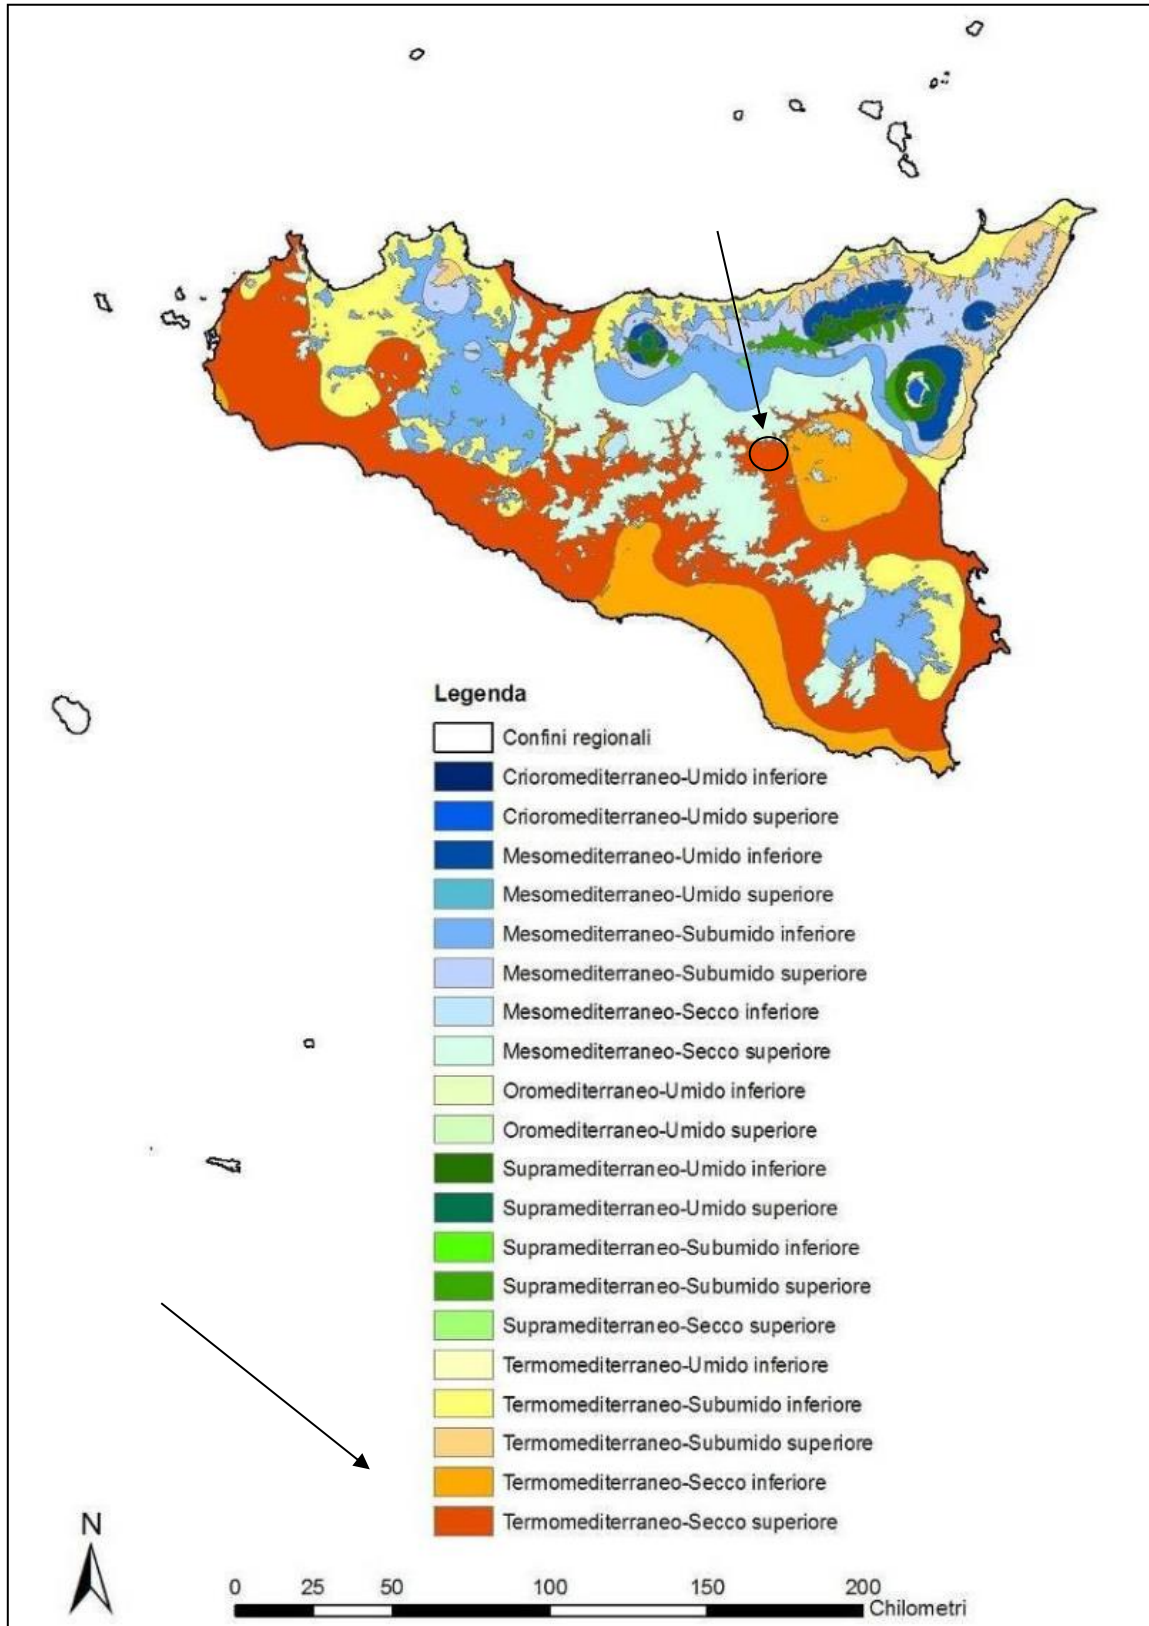 Legenda
Confini regionali
Crioromediterraneo-Umido inferiore
Crioromediterraneo-Umido superiore
Mesomediterraneo-Umido inferiore
Mesomediterraneo-Umido superiore
Mesomediterraneo-Subumido inferiore
Mesomediterraneo-Subumido superiore
Mesomediterraneo-Secco inferiore
Mesomediterraneo-Secco superiore
Oromediterraneo-Umido inferiore
Oromediterraneo-Umido superiore
Supramediterraneo-Umido inferiore
Supramediterraneo-Umido superiore
Supramediterraneo-Subumido inferiore
Supramediterraneo-Subumido superiore
Supramediterraneo-Secco superiore
Termomediterraneo-Umido inferiore
Termomediterraneo-Subumido inferiore
Termomediterraneo-Subumido superiore
Termomediterraneo-Secco inferiore
Termomediterraneo-Secco superiore
N
0 25 50 100 150 200
Chilometri